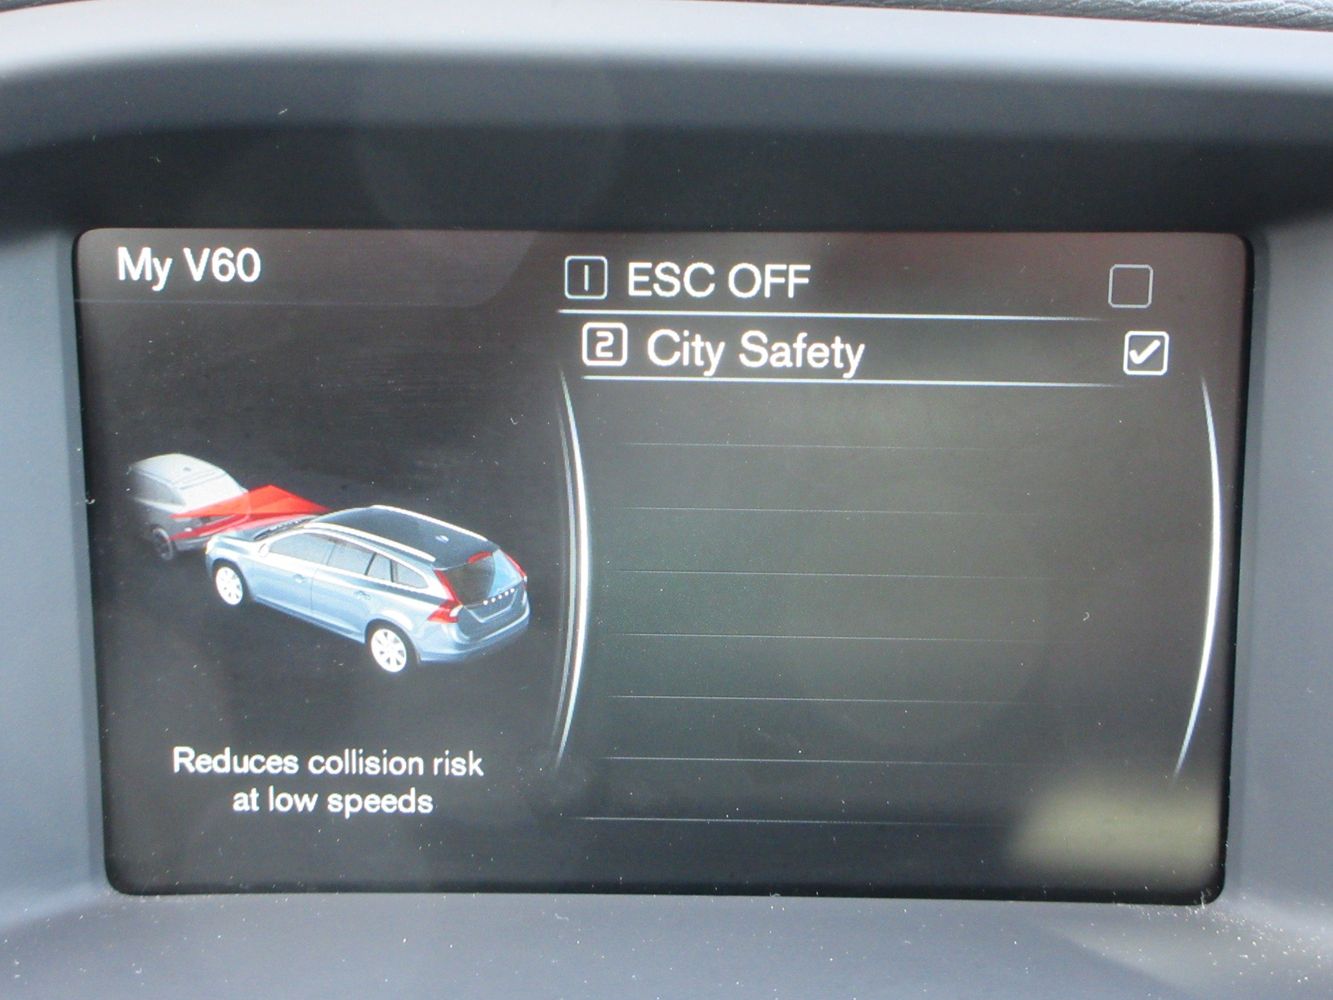 My V60
1 ESC OFF
2 City Safety
Reduces collision risk
at low speeds